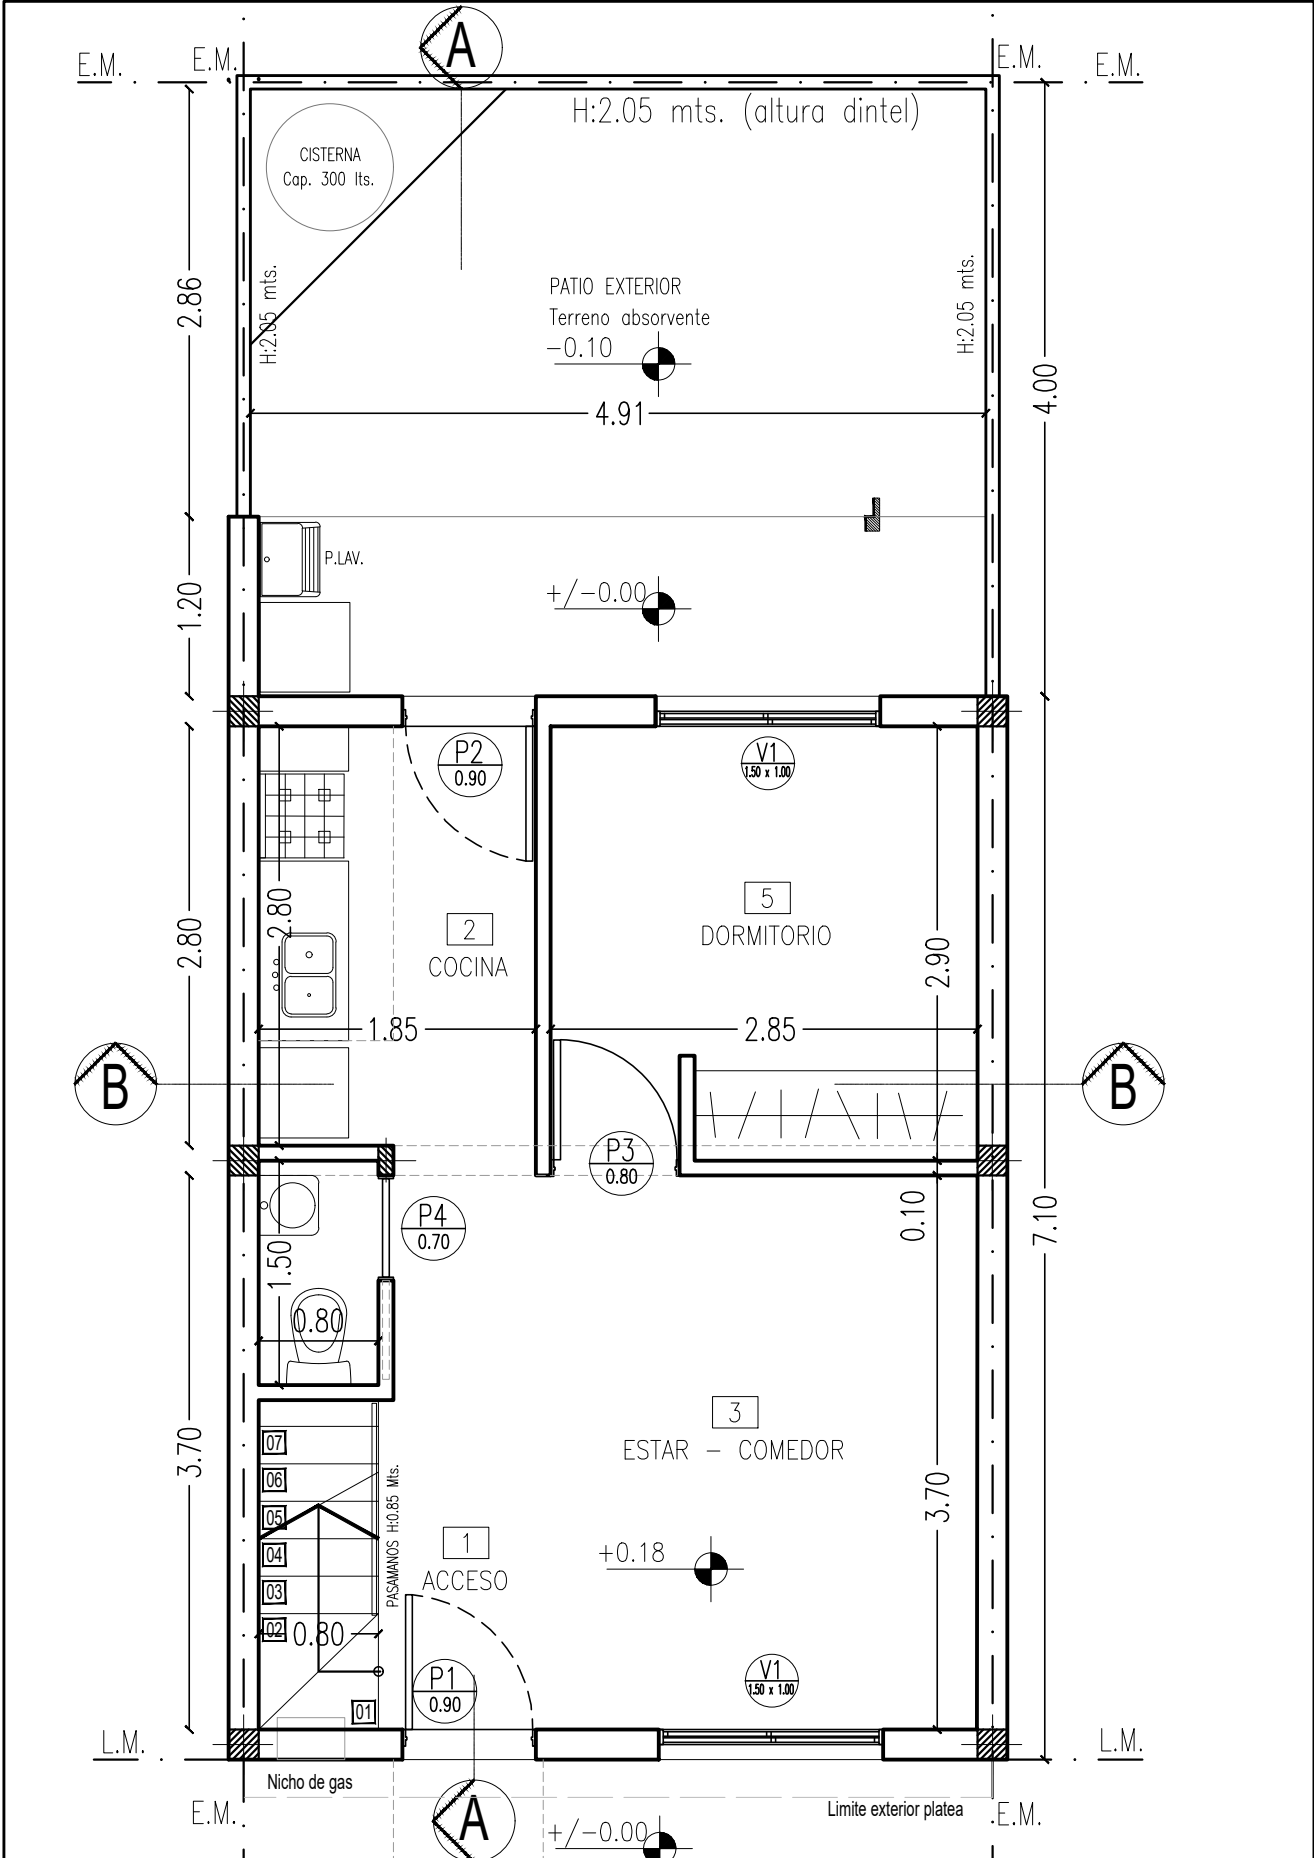 A
E.M.
E.M.
E.M.
E.M.
H:2.05 mts. (altura dintel)
CISTERNA
Cap. 300 lts.
H:2.05 mts.
H:2.05 mts.
2.86
PATIO EXTERIOR
Terreno absorvente
-0.10
4.91
4.00
P.LAV.
1.20
+/-0.00
P2
0.90
V1
1.50 x 1.00
2.80
2.80
5
DORMITORIO
2
COCINA
2.90
1.85
2.85
B
B
P3
0.80
P4
0.70
0.10
7.10
1.50
0.80
3
ESTAR - COMEDOR
3.70
07
06
05
04
03
02
01
PASAMANOS H:0.85 Mts.
3.70
1
ACCESO
+0.18
0.80
P1
0.90
V1
1.50 x 1.00
L.M.
L.M.
Nicho de gas
Limite exterior platea
E.M.
E.M.
A
+/-0.00